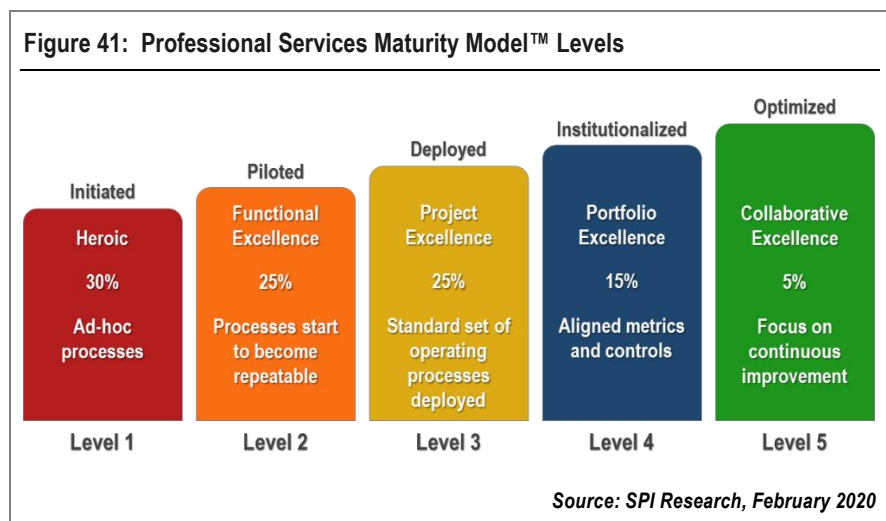 Figure 41: Professional Services Maturity Model™ Levels
Initiated
Heroic
30%
Ad-hoc
processes
Level 1
Piloted
Functional
Excellence
25%
Processes start
to become
repeatable
Level 2
Deployed
Project
Excellence
25%
Standard set of
operating
processes
deployed
Level 3
Institutionalized
Portfolio
Excellence
15%
Aligned metrics
and controls
Level 4
Optimized
Collaborative
Excellence
5%
Focus on
continuous
improvement
Level 5
Source: SPI Research, February 2020